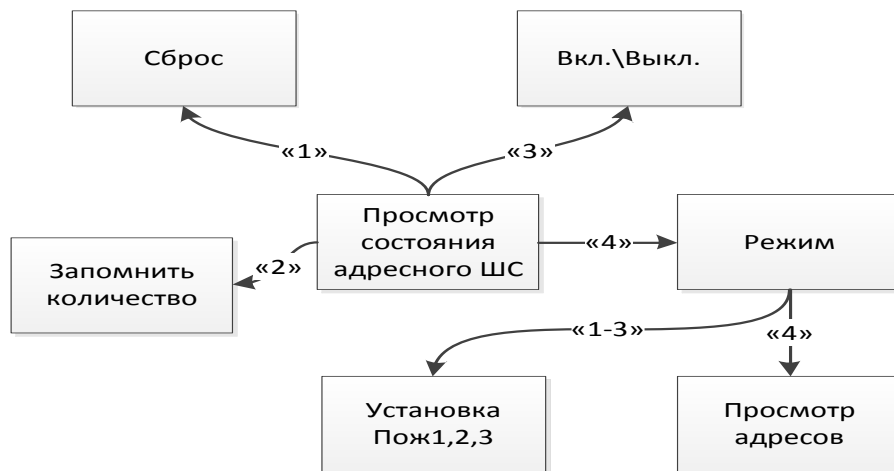 Сброс
Вкл.\Выкл.
«1»
«3»
Просмотр
состояния
адресного ШС
«4»
Режим
«2»
Запомнить
количество
«1-3»
«4»
Установка
Пож1,2,3
Просмотр
адресов